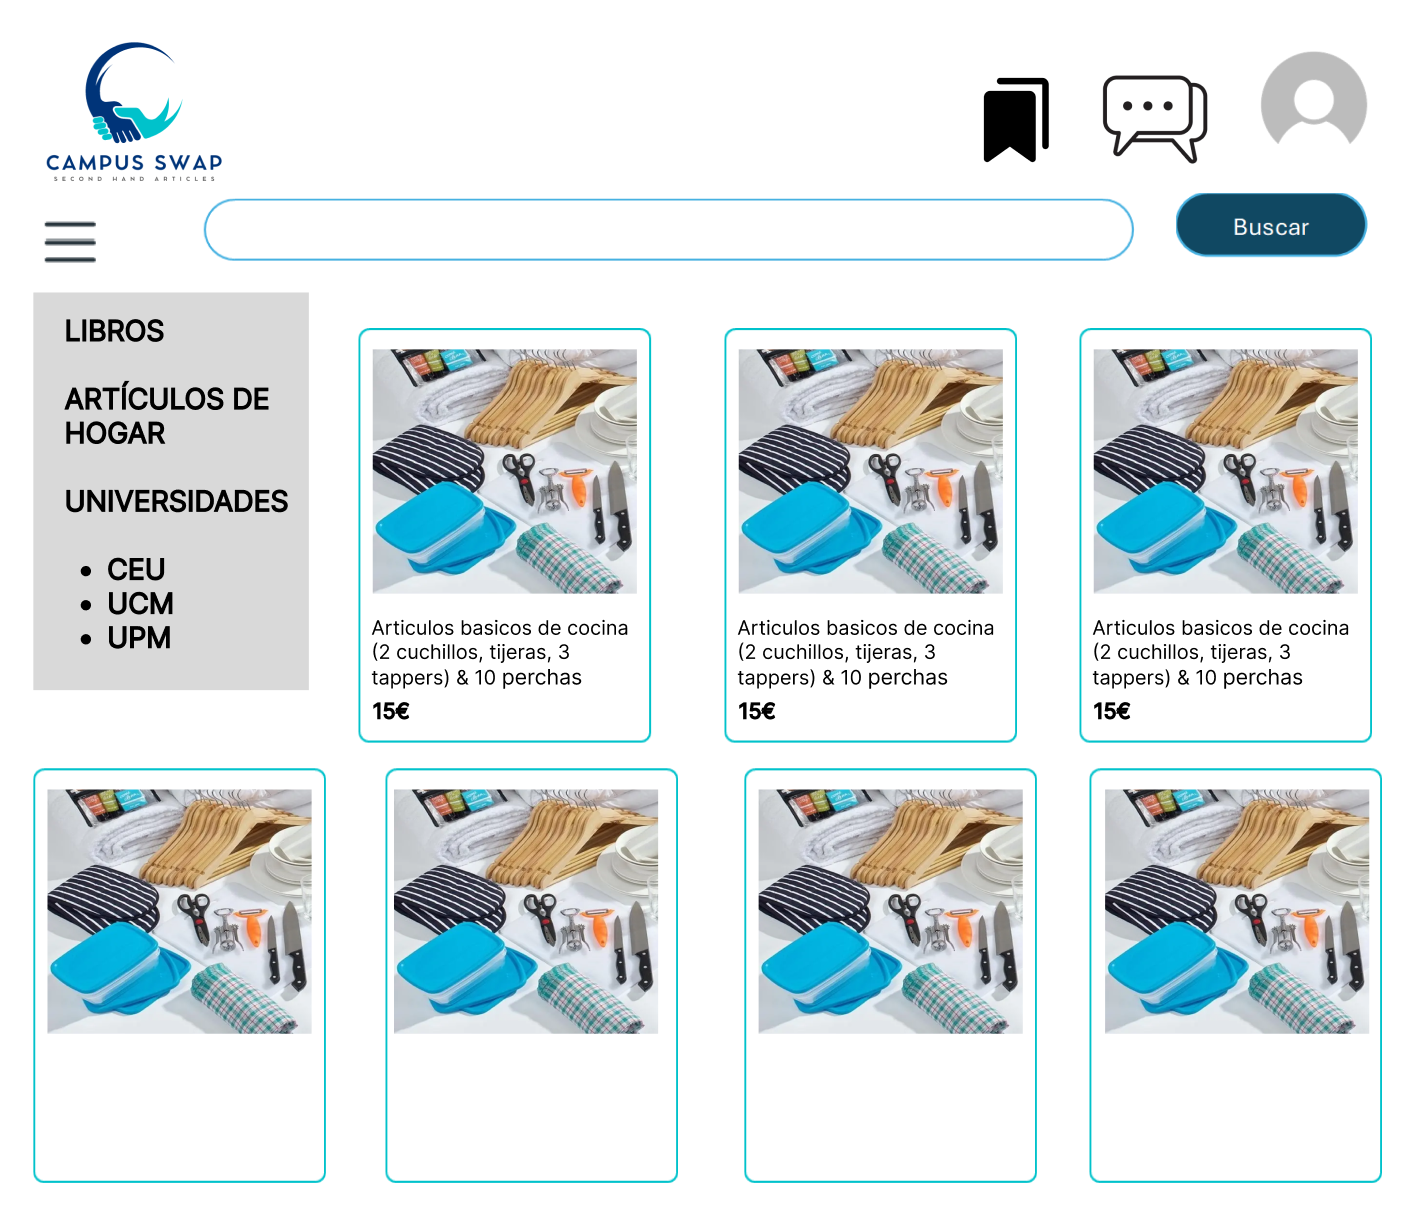 CAMPUS SWAP
SECOND HAND ARTICLES
Buscar
LIBROS
ARTÍCULOS DE
HOGAR
UNIVERSIDADES
• CEU
• UCM
• UPM
Articulos basicos de cocina
(2 cuchillos, tijeras, 3
tappers) & 10 perchas
15€
Articulos basicos de cocina
(2 cuchillos, tijeras, 3
tappers) & 10 perchas
15€
Articulos basicos de cocina
(2 cuchillos, tijeras, 3
tappers) & 10 perchas
15€